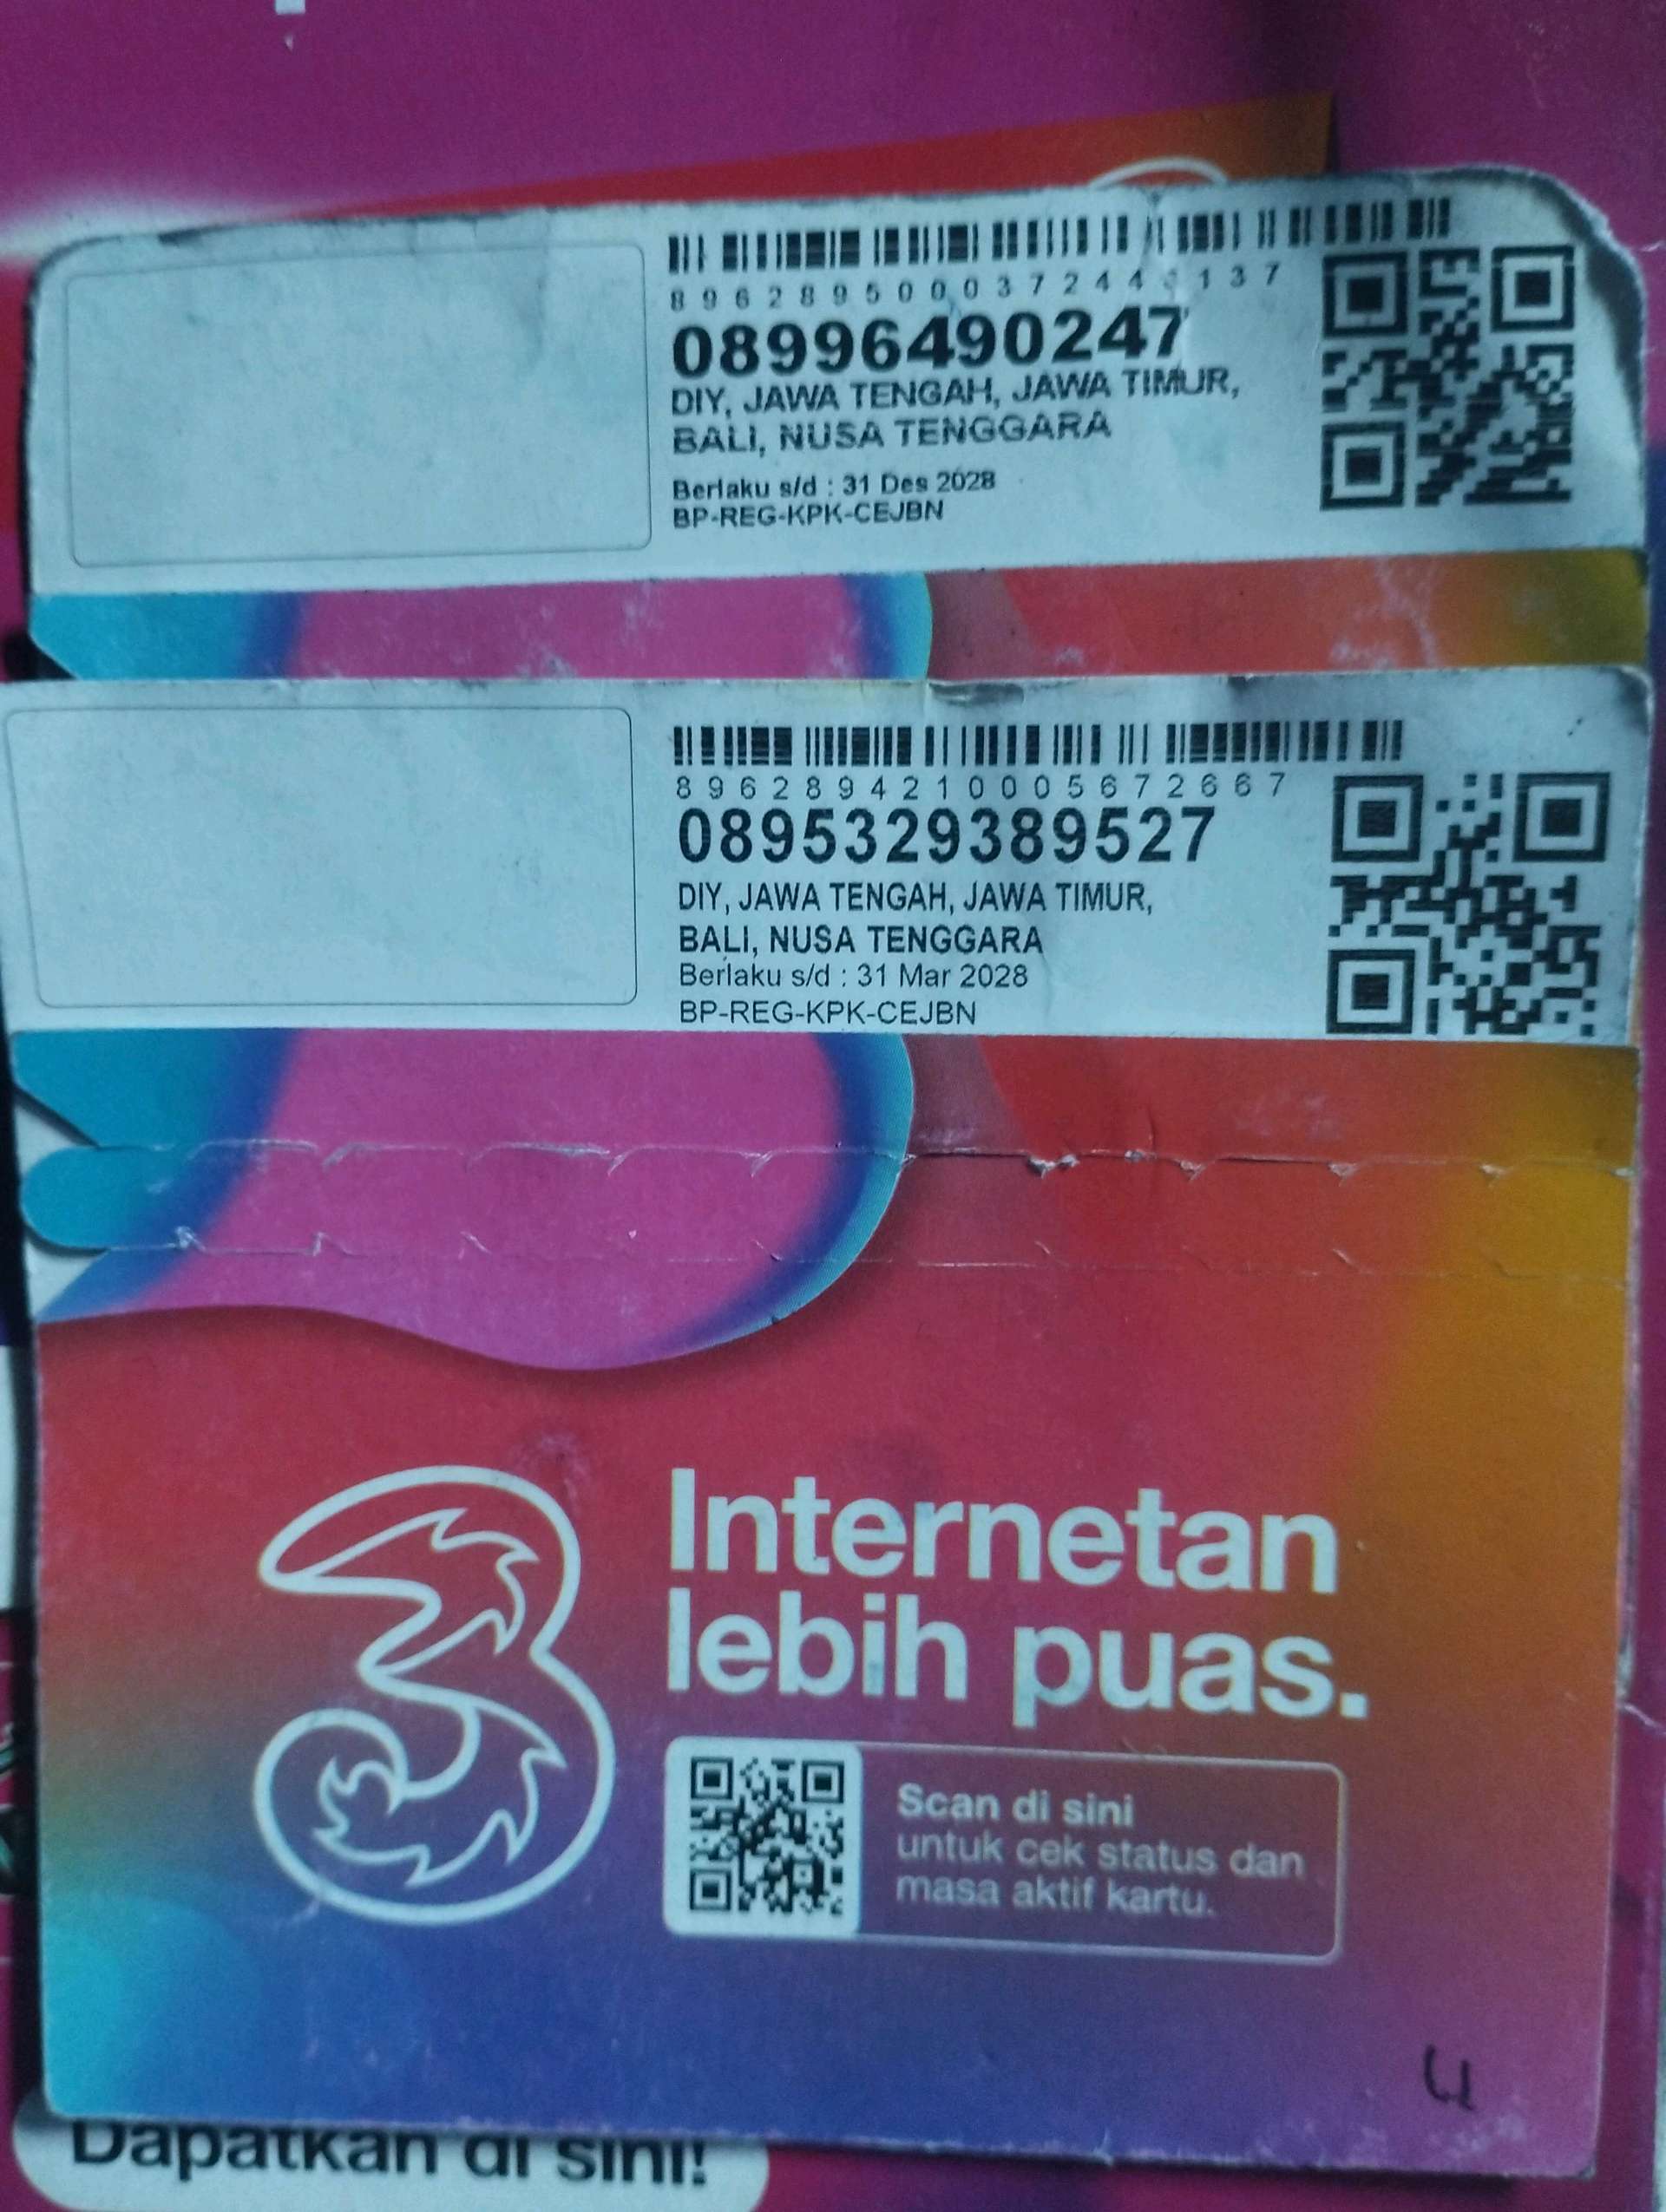 08996490247
DIY, JAWA TENGAH, JAWA TIMUR,
BALI, NUSA TENGGARA
Berlaku s/d : 31 Des 2028
BP-REG-KPK-CEJBN
8962894210005672667
0895329389527
DIY, JAWA TENGAH, JAWA TIMUR,
BALI, NUSA TENGGARA
Berlaku s/d : 31 Mar 2028
BP-REG-KPK-CEJBN
3
Internetan
lebih puas.
Scan di sini
untuk cek status dan
masa aktif kartu.
Dapatkan di sini!